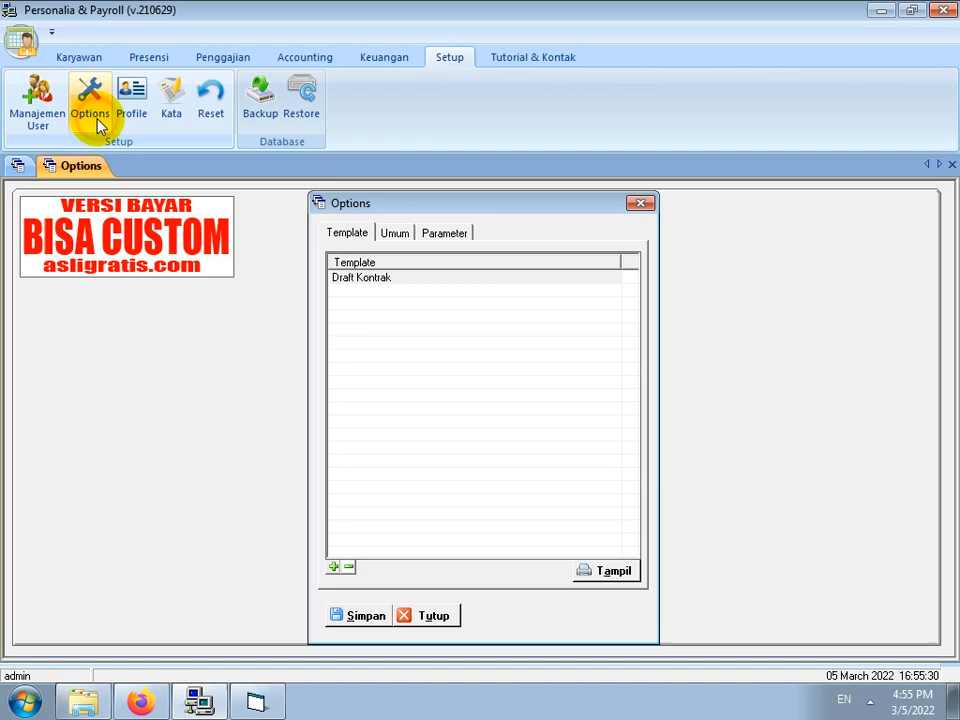 Personalia & Payroll (v.210629)
Karyawan Presensi Penggajian Accounting Keuangan Setup Tutorial & Kontak
Manajemen User Options Profile Kata Reset Backup Restore
Setup Database
Options
VERSI BAYAR
BISA CUSTOM
asligratis.com
Options
Template Umum Parameter
Template
Draft Kontrak
Tampil
Simpan Tutup
admin 05 March 2022 16:55:30
EN 4:55 PM
3/5/2022